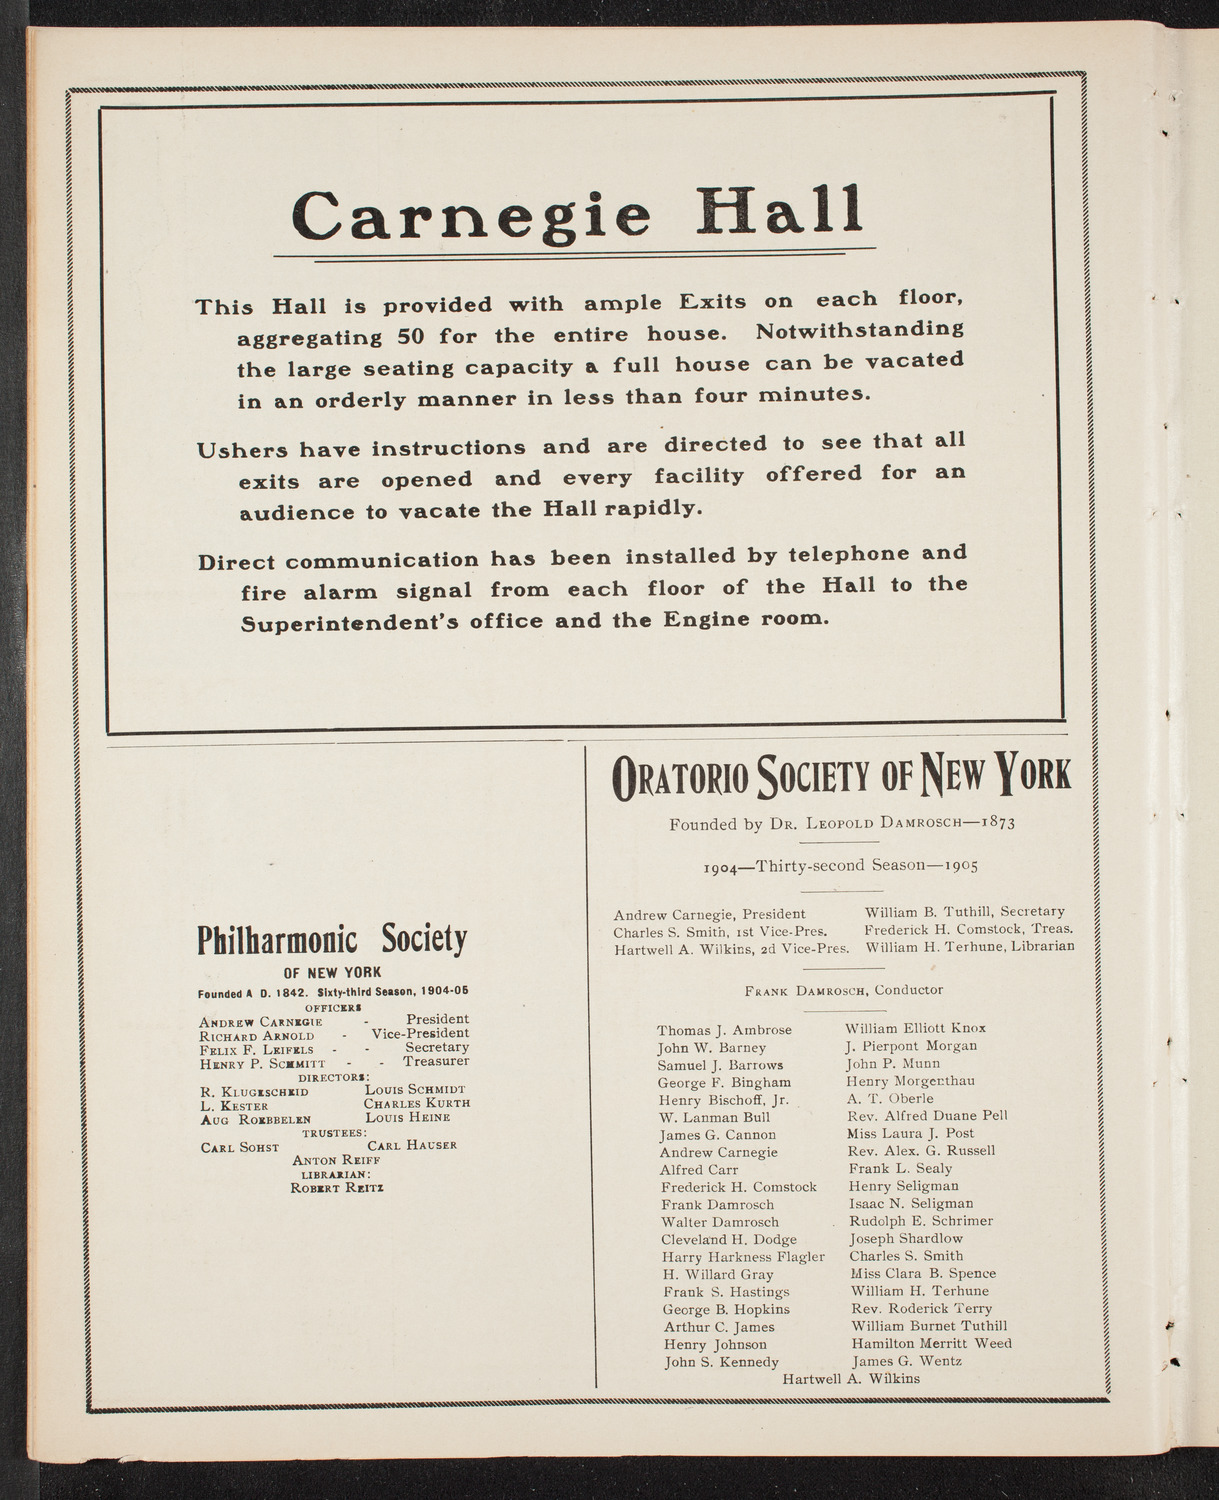 Carnegie Hall
This Hall is provided with ample Exits on each floor,
aggregating 50 for the entire house. Notwithstanding
the large seating capacity a full house can be vacated
in an orderly manner in less than four minutes.
Ushers have instructions and are directed to see that all
exits are opened and every facility offered for an
audience to vacate the Hall rapidly.
Direct communication has been installed by telephone and
fire alarm signal from each floor of the Hall to the
Superintendent's office and the Engine room.
Philharmonic Society
OF NEW YORK
Founded A D. 1842. Sixty-third Season, 1904-05
OFFICERS
ANDREW CARNEGIE - President
RICHARD ARNOLD - Vice-President
FELIX F. LEIFELS - - Secretary
HENRY P. SCHMITT - - Treasurer
DIRECTORS:
R. KLUGESCHEID LOUIS SCHMIDT
L. KESTER CHARLES KURTH
AUG ROEBBELEN LOUIS HEINE
TRUSTEES:
CARL SOHST CARL HAUSER
ANTON REIFF
LIBRARIAN:
ROBERT REITZ
ORATORIO SOCIETY OF NEW YORK
Founded by DR. LEOPOLD DAMROSCH—1873
1904—Thirty-second Season—1905
Andrew Carnegie, President William B. Tuthill, Secretary
Charles S. Smith, 1st Vice-Pres. Frederick H. Comstock, Treas.
Hartwell A. Wilkins, 2d Vice-Pres. William H. Terhune, Librarian
FRANK DAMROSCH, Conductor
Thomas J. Ambrose William Elliott Knox
John W. Barney J. Pierpont Morgan
Samuel J. Barrows John P. Munn
George F. Bingham Henry Morgenthau
Henry Bischoff, Jr. A. T. Oberle
W. Lanman Bull Rev. Alfred Duane Pell
James G. Cannon Miss Laura J. Post
Andrew Carnegie Rev. Alex. G. Russell
Alfred Carr Frank L. Sealy
Frederick H. Comstock Henry Seligman
Frank Damrosch Isaac N. Seligman
Walter Damrosch Rudolph E. Schrimer
Cleveland H. Dodge Joseph Shardlow
Harry Harkness Flagler Charles S. Smith
H. Willard Gray Miss Clara B. Spence
Frank S. Hastings William H. Terhune
George B. Hopkins Rev. Roderick Terry
Arthur C. James William Burnet Tuthill
Henry Johnson Hamilton Merritt Weed
John S. Kennedy James G. Wentz
Hartwell A. Wilkins